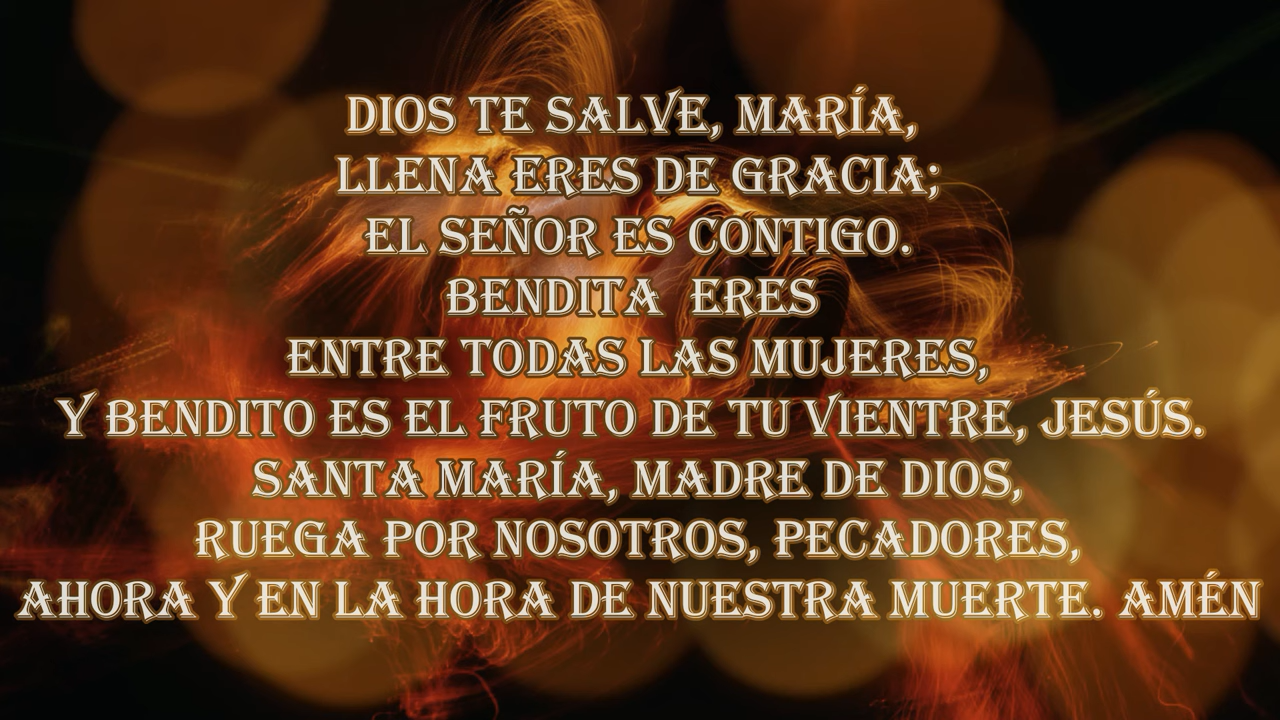 DIOS TE SALVE, MARÍA,
LLENA ERES DE GRACIA;
EL SEÑOR ES CONTIGO.
BENDITA ERES
ENTRE TODAS LAS MUJERES,
Y BENDITO ES EL FRUTO DE TU VIENTRE, JESÚS.
SANTA MARÍA, MADRE DE DIOS,
RUEGA POR NOSOTROS, PECADORES,
AHORA Y EN LA HORA DE NUESTRA MUERTE. AMÉN